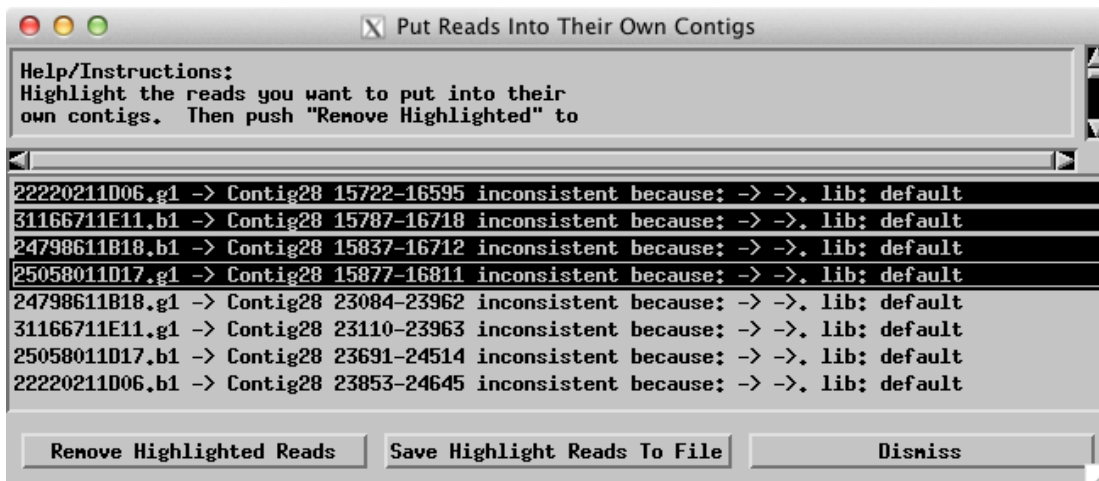 Put Reads Into Their Own Contigs
Help/Instructions:
Highlight the reads you want to put into their
own contigs.  Then push "Remove Highlighted" to
22220211D06.g1 -> Contig28 15722-16595 inconsistent because: -> ->. lib: default
31166711E11.b1 -> Contig28 15787-16718 inconsistent because: -> ->. lib: default
24798611B18.b1 -> Contig28 15837-16712 inconsistent because: -> ->. lib: default
25058011D17.g1 -> Contig28 15877-16811 inconsistent because: -> ->. lib: default
24798611B18.g1 -> Contig28 23084-23962 inconsistent because: -> ->. lib: default
31166711E11.g1 -> Contig28 23110-23963 inconsistent because: -> ->. lib: default
25058011D17.b1 -> Contig28 23691-24514 inconsistent because: -> ->. lib: default
22220211D06.b1 -> Contig28 23853-24645 inconsistent because: -> ->. lib: default
Remove Highlighted Reads Save Highlight Reads To File Dismiss